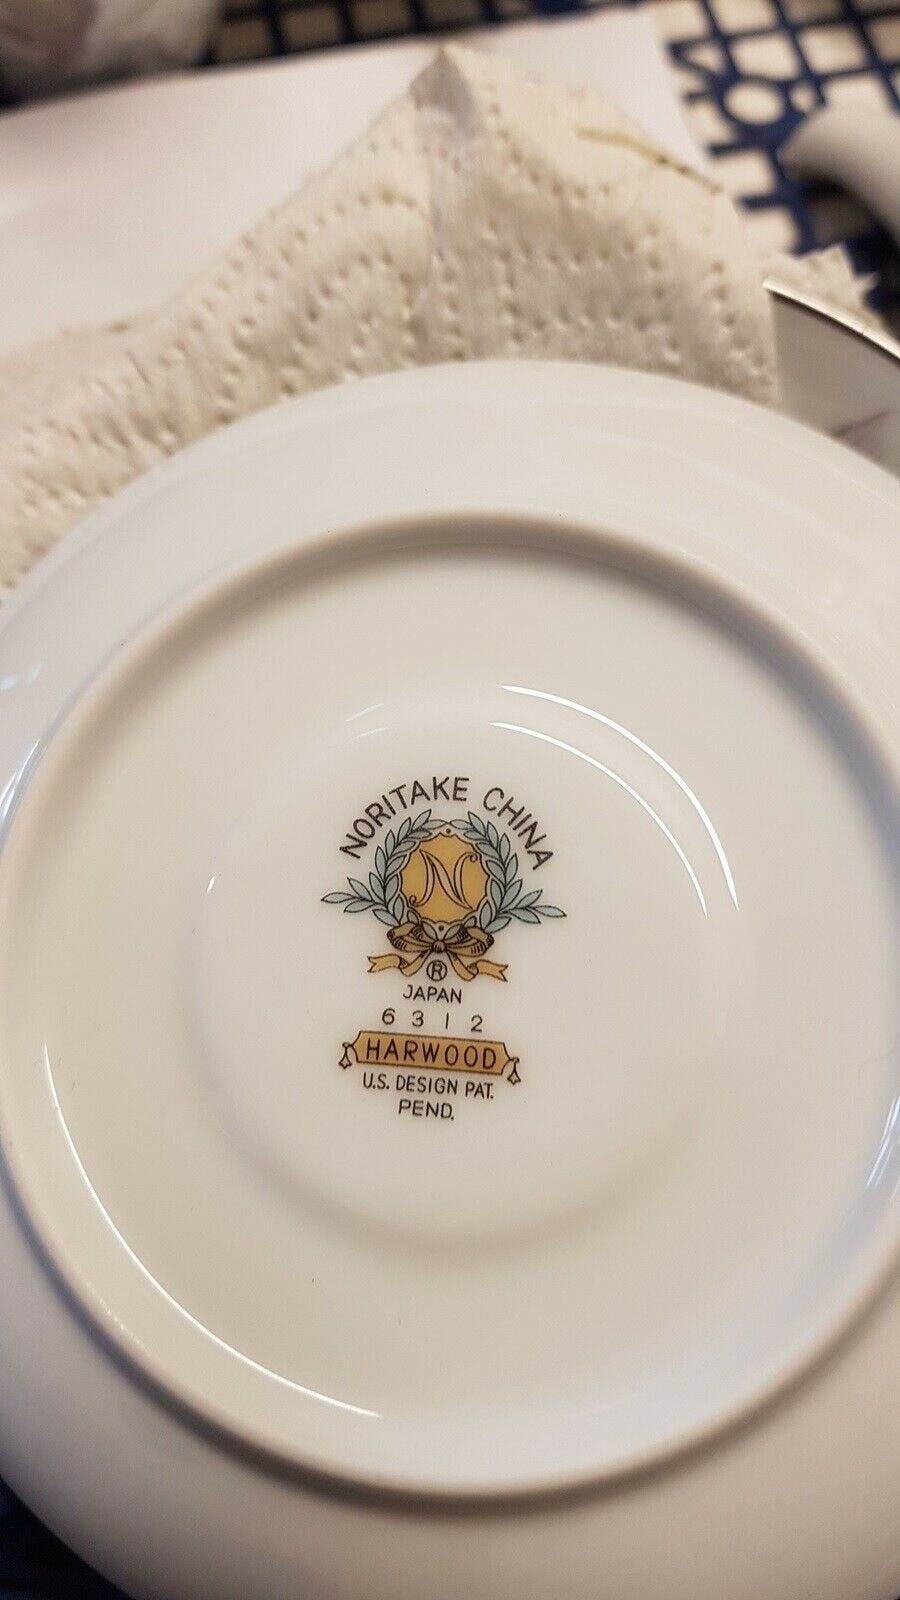 NORITAKE CHINA
N
®
JAPAN
6312
HARWOOD
U.S. DESIGN PAT.
PEND.